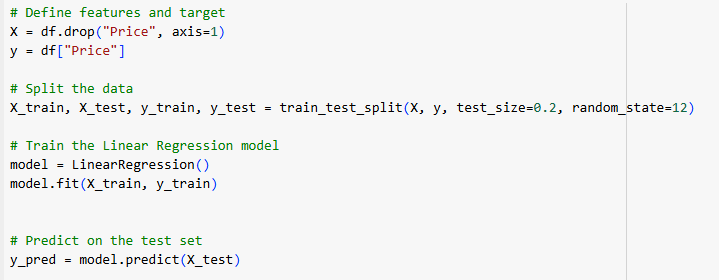 # Define features and target
X = df.drop("Price", axis=1)
y = df["Price"]
# Split the data
X_train, X_test, y_train, y_test = train_test_split(X, y, test_size=0.2, random_state=12)
# Train the Linear Regression model
model = LinearRegression()
model.fit(X_train, y_train)
# Predict on the test set
y_pred = model.predict(X_test)